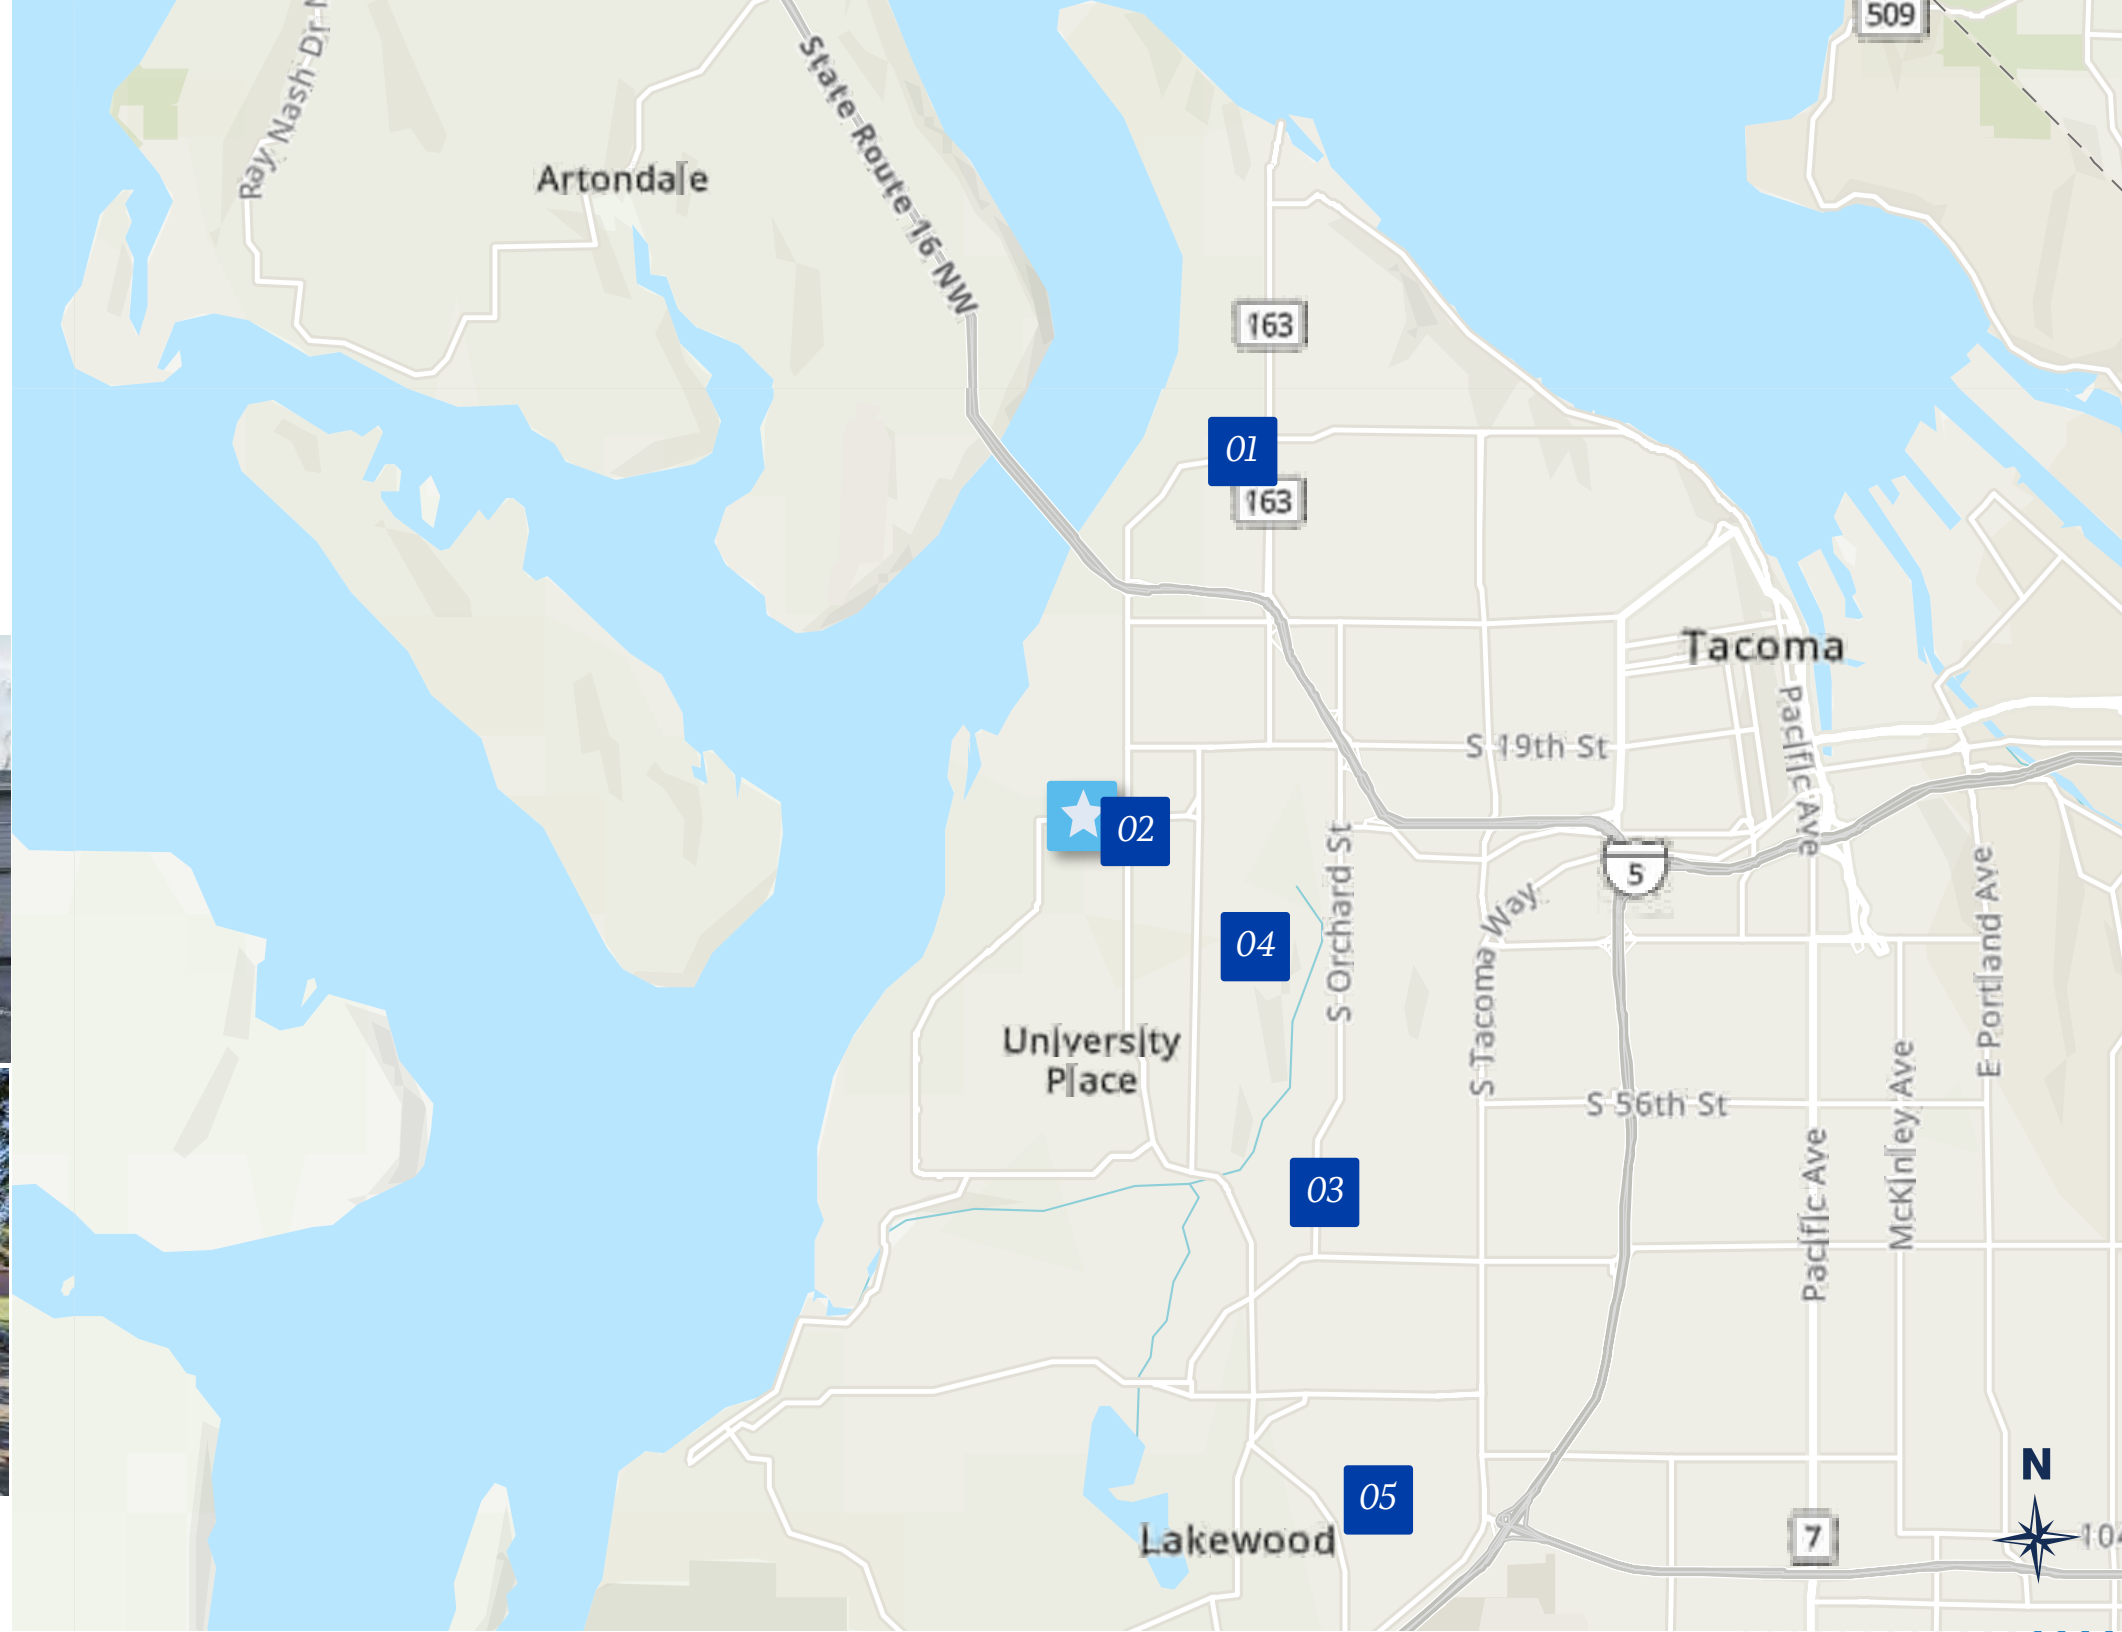 509
Ray Nash Dr N
State Route 16 NW
Artondale
163
01
163
Tacoma
Pacific Ave
S 19th St
02
S Orchard St
5
S Tacoma Way
04
E Portland Ave
University
Place
S 56th St
McKinley Ave
Pacific Ave
03
N
05
Lakewood
7
104